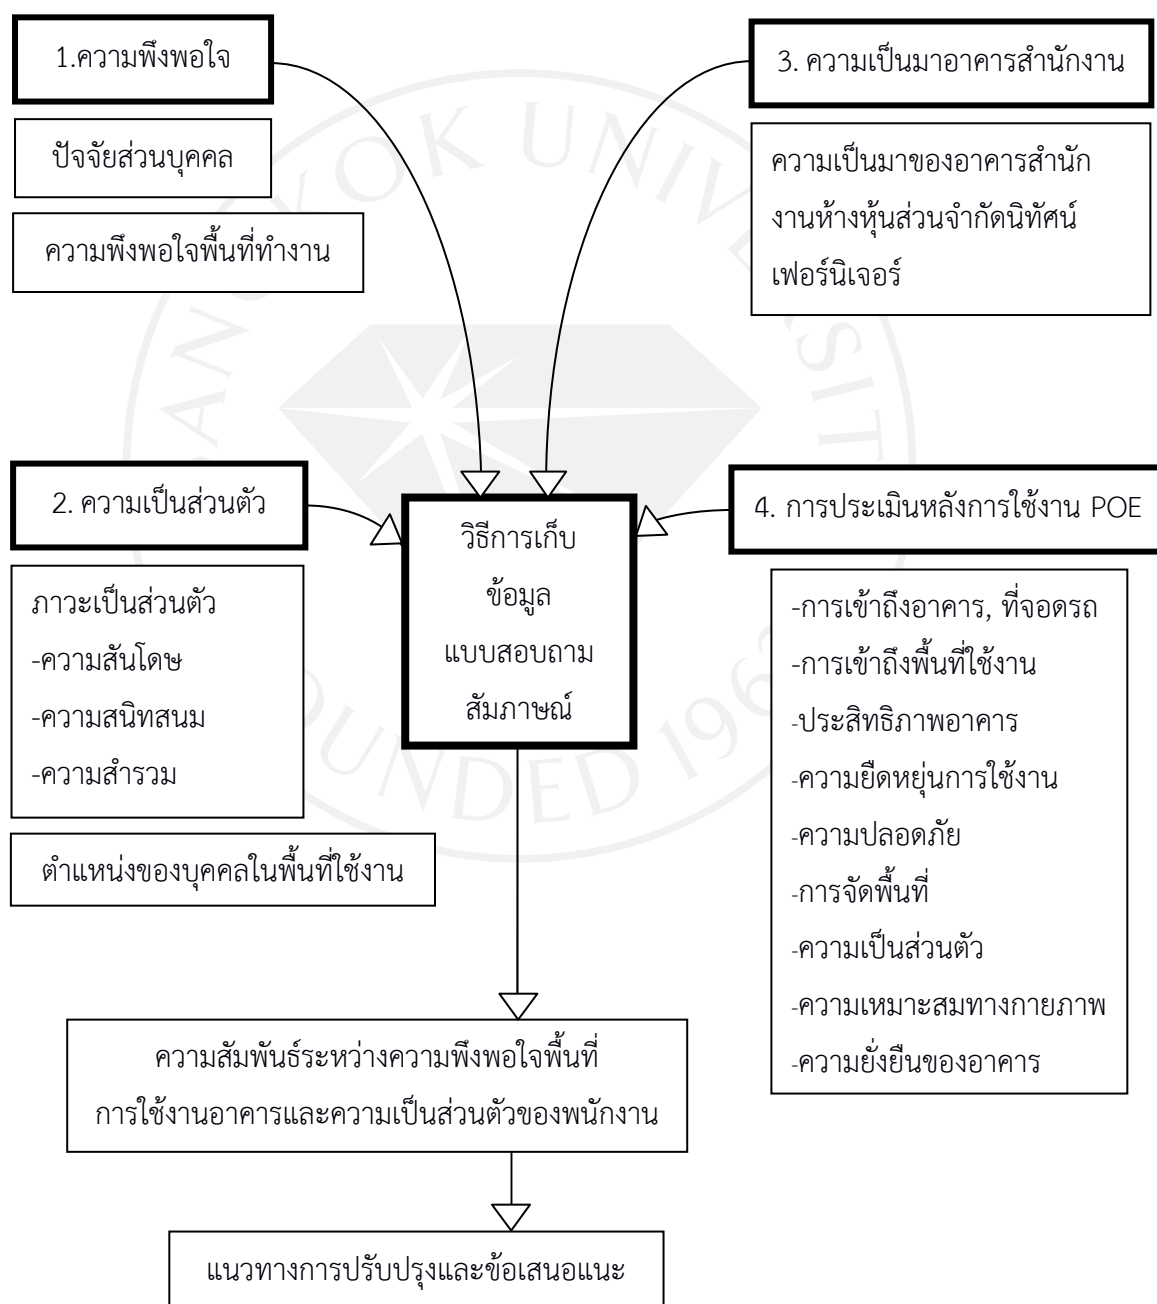 1.ความพึงพอใจ
ปัจจัยส่วนบุคคล
ความพึงพอใจพื้นที่ทำงาน
3. ความเป็นมาอาคารสำนักงาน
ความเป็นมาของอาคารสำนัก
งานห้างหุ้นส่วนจำกัดนิทัศน์
เฟอร์นิเจอร์
2. ความเป็นส่วนตัว
ภาวะเป็นส่วนตัว
-ความสันโดษ
-ความสนิทสนม
-ความสำรวม
ตำแหน่งของบุคคลในพื้นที่ใช้งาน
วิธีการเก็บ
ข้อมูล
แบบสอบถาม
สัมภาษณ์
4. การประเมินหลังการใช้งาน POE
-การเข้าถึงอาคาร, ที่จอดรถ
-การเข้าถึงพื้นที่ใช้งาน
-ประสิทธิภาพอาคาร
-ความยืดหยุ่นการใช้งาน
-ความปลอดภัย
-การจัดพื้นที่
-ความเป็นส่วนตัว
-ความเหมาะสมทางกายภาพ
-ความยั่งยืนของอาคาร
ความสัมพันธ์ระหว่างความพึงพอใจพื้นที่
การใช้งานอาคารและความเป็นส่วนตัวของพนักงาน
แนวทางการปรับปรุงและข้อเสนอแนะ